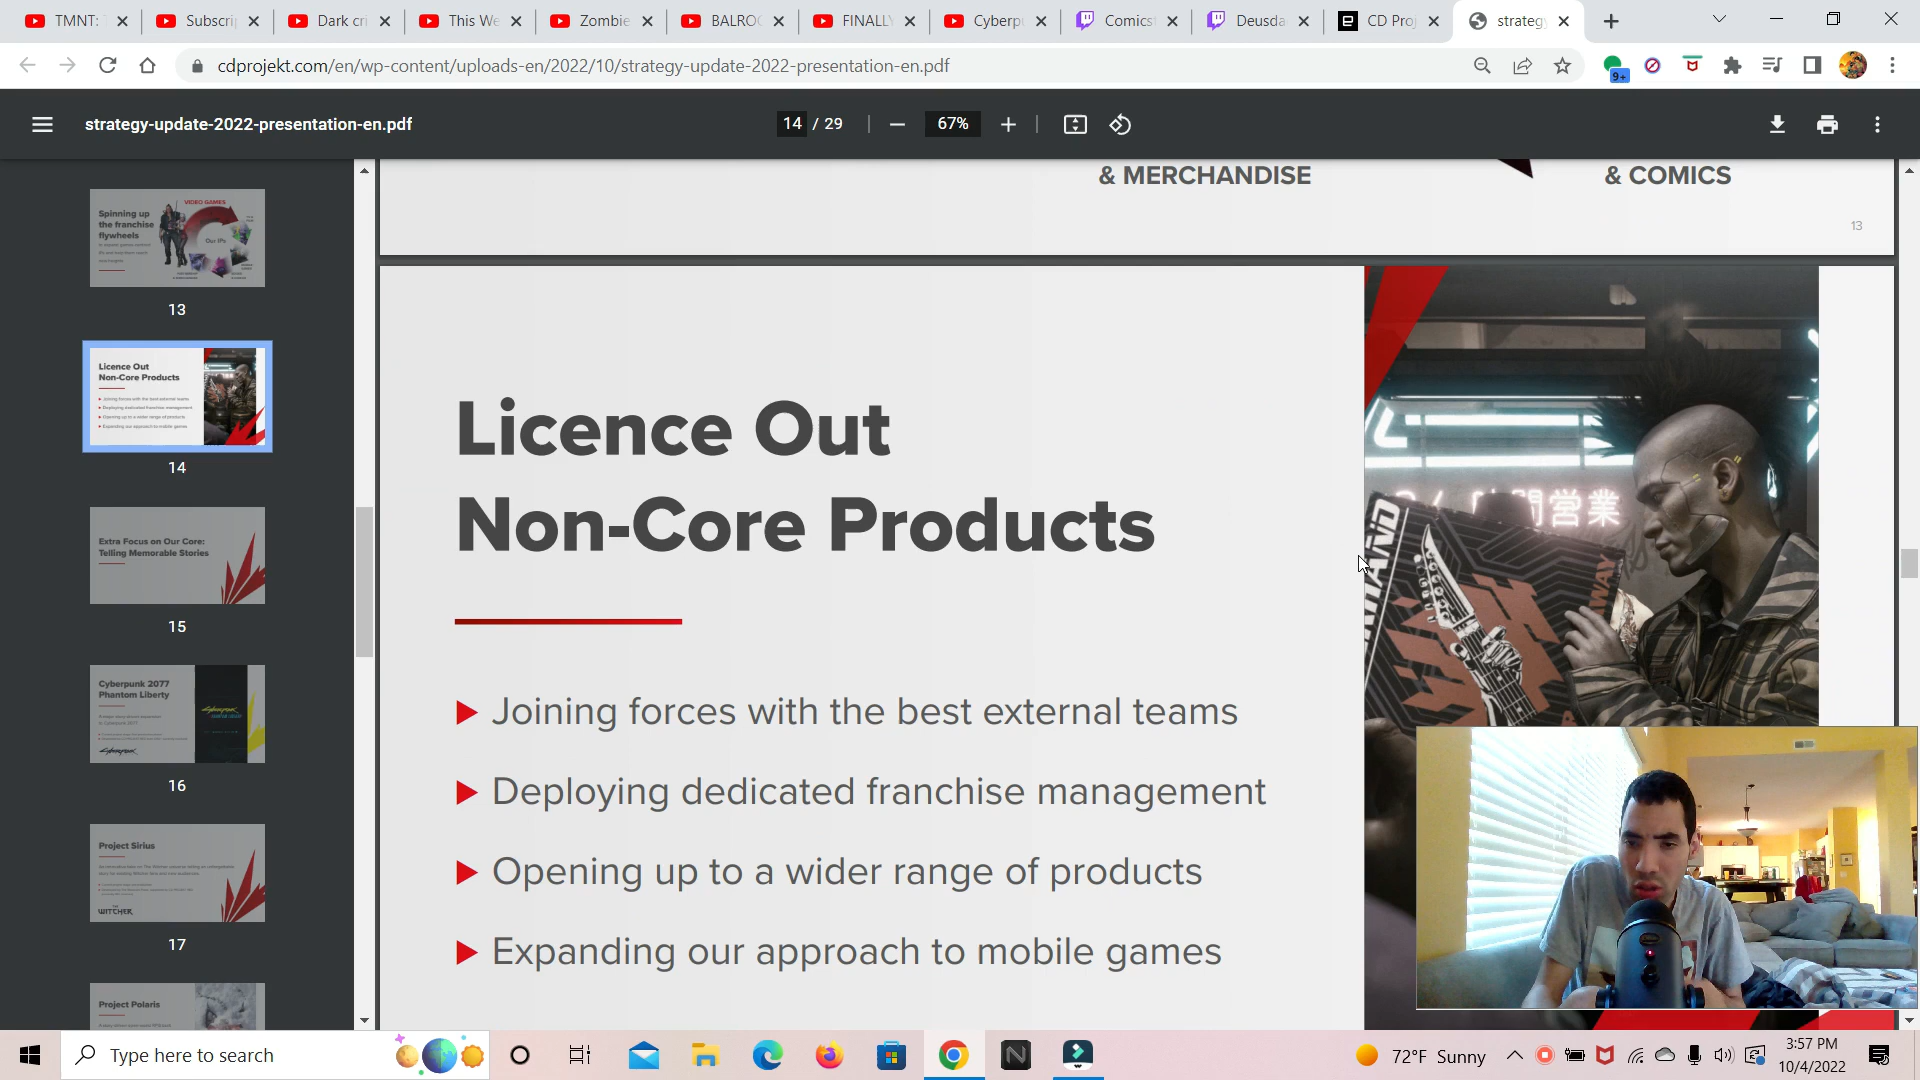 TMNT:
Subscri
Dark cri
This We
Zombie
BALROG
FINALLY
Cyberpu
Comics
Deusda
CD Proj
strateg
cdprojekt.com/en/wp-content/uploads-en/2022/10/strategy-update-2022-presentation-en.pdf
9+
strategy-update-2022-presentation-en.pdf
14 / 29
67%
Spinning up
the franchise
flywheels
VIDEO GAMES
Our IPs
13
Licence Out
Non-Core Products
Joining forces with the best external teams
Deploying dedicated franchise management
Opening up to a wider range of products
Expanding our approach to mobile games
14
Extra Focus on Our Core:
Telling Memorable Stories
15
Cyberpunk 2077
Phantom Liberty
16
Project Sirius
THE
WITCHER
17
Project Polaris
& MERCHANDISE
& COMICS
13
Licence Out
Non-Core Products
Joining forces with the best external teams
Deploying dedicated franchise management
Opening up to a wider range of products
Expanding our approach to mobile games
間営業
Type here to search
72°F Sunny
3:57 PM
10/4/2022